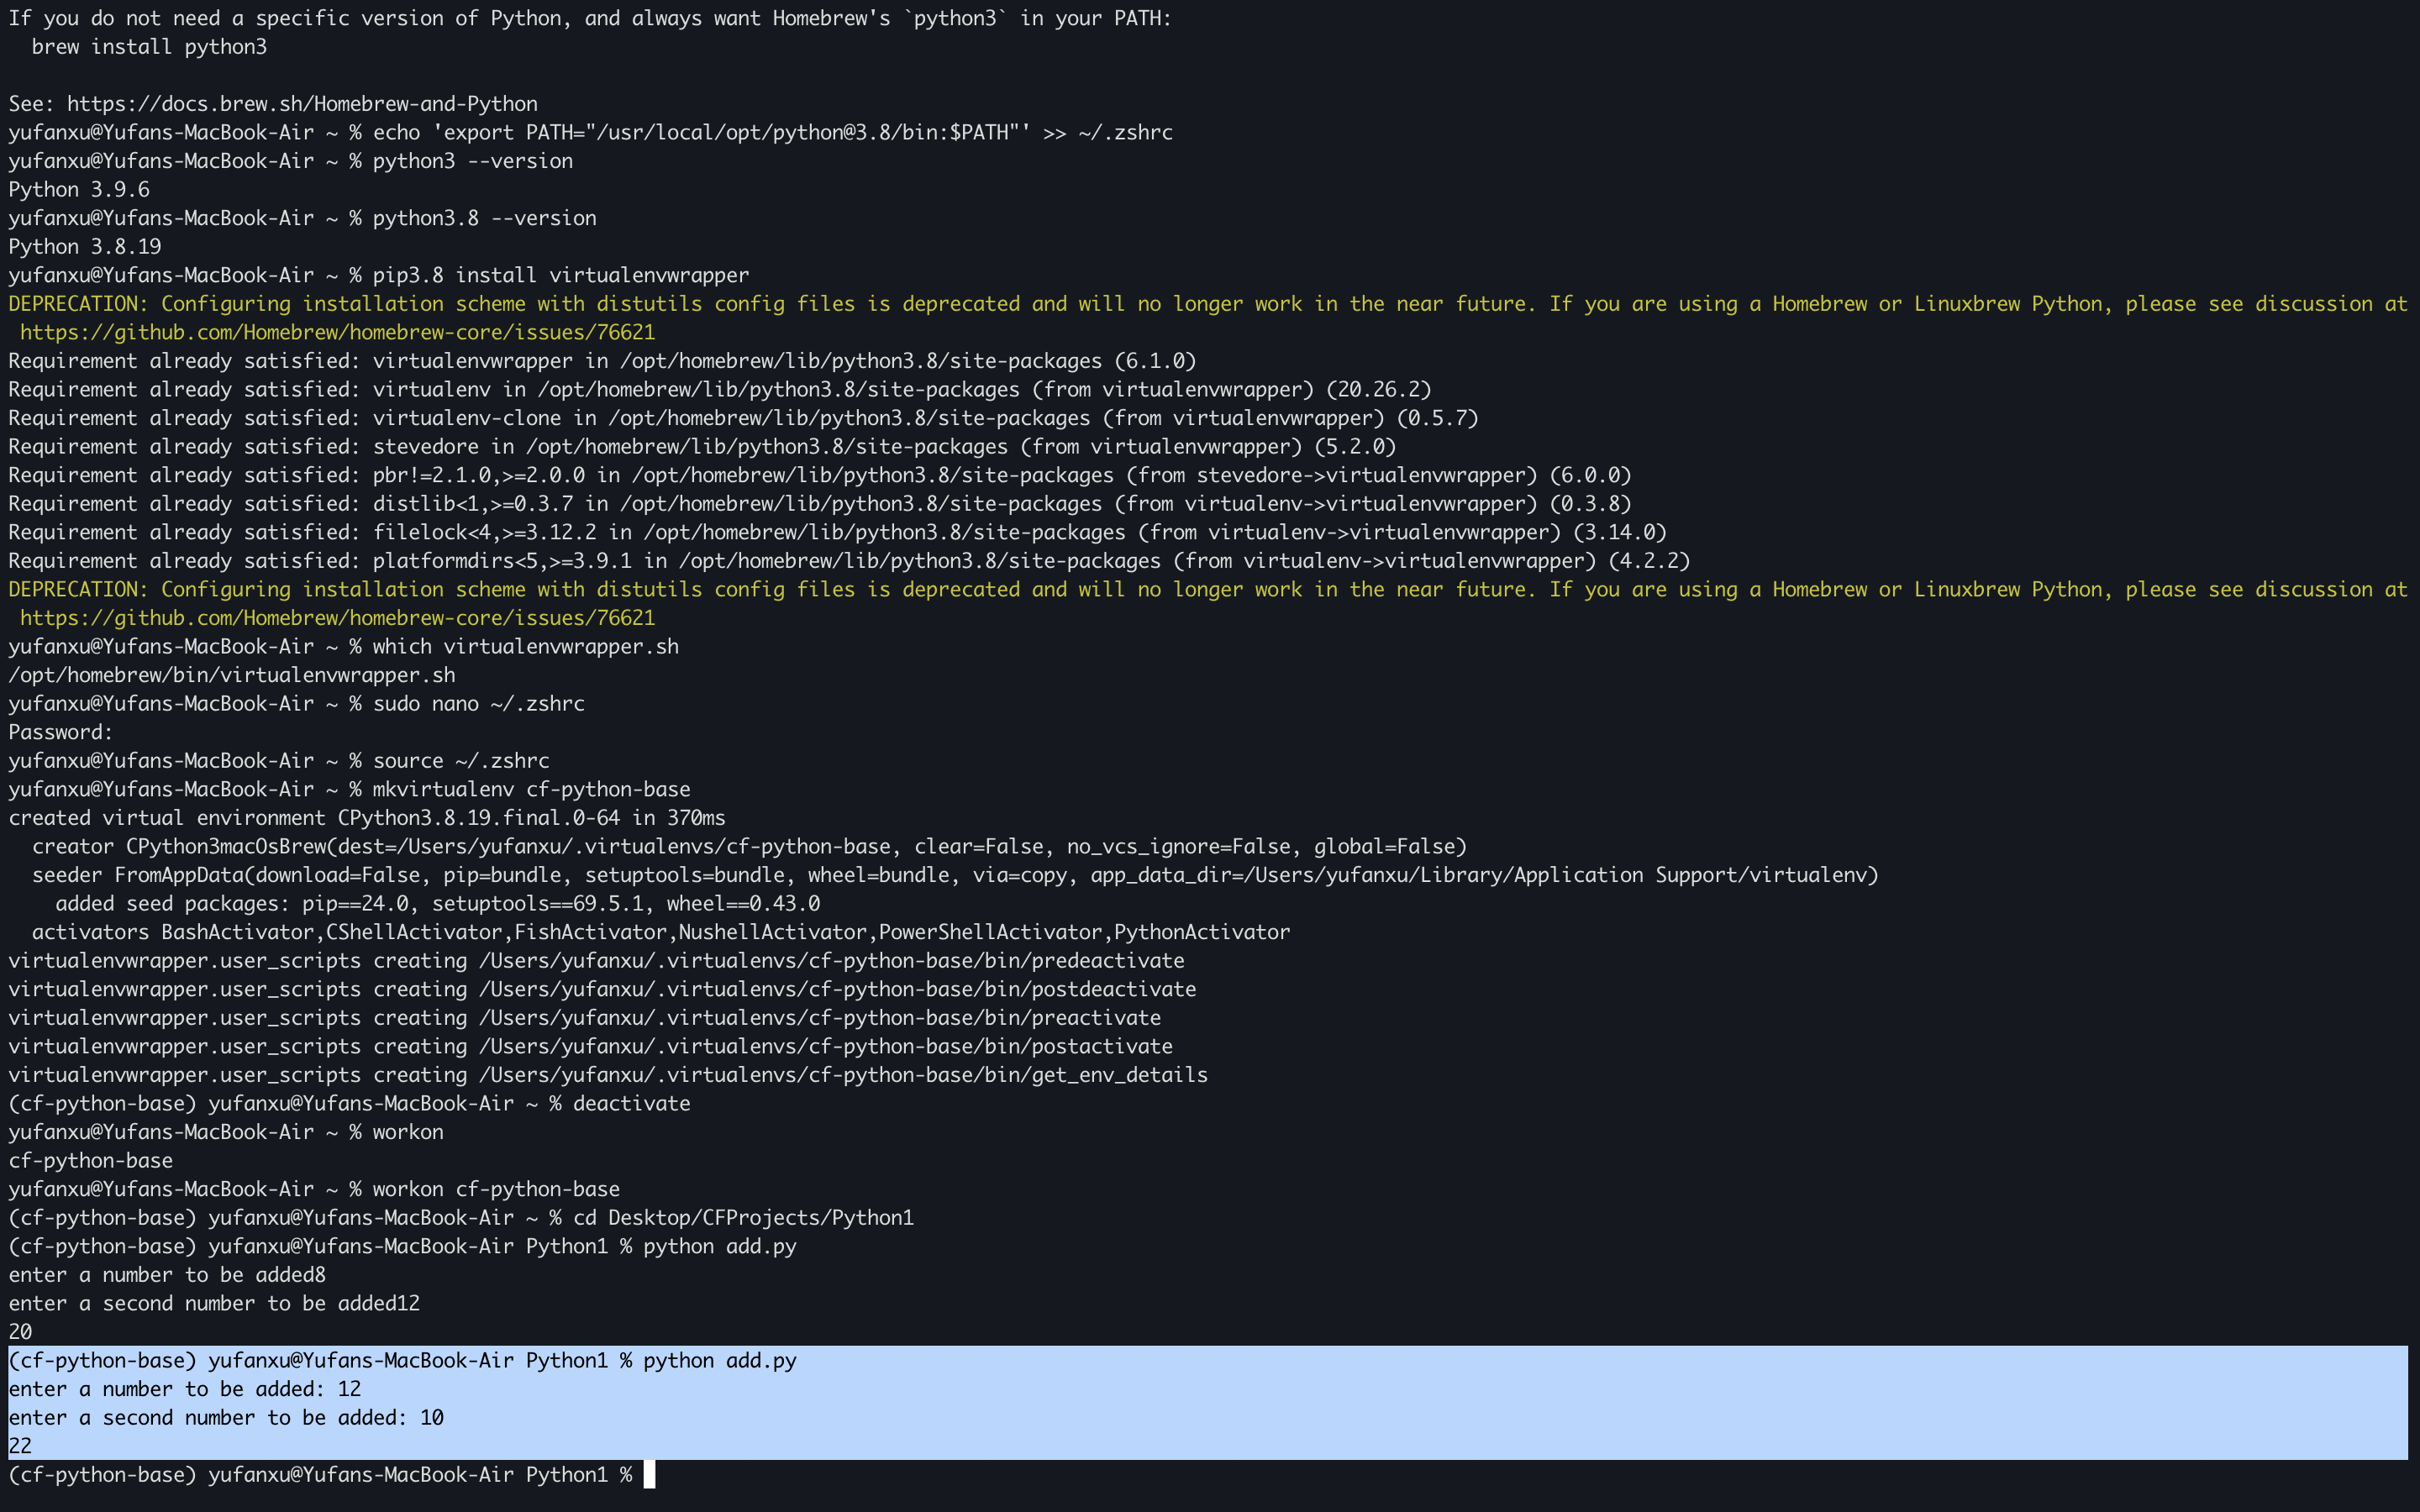 If you do not need a specific version of Python, and always want Homebrew's `python3` in your PATH:
  brew install python3

See: https://docs.brew.sh/Homebrew-and-Python
yufanxu@Yufans-MacBook-Air ~ % echo 'export PATH="/usr/local/opt/python@3.8/bin:$PATH"' >> ~/.zshrc
yufanxu@Yufans-MacBook-Air ~ % python3 --version
Python 3.9.6
yufanxu@Yufans-MacBook-Air ~ % python3.8 --version
Python 3.8.19
yufanxu@Yufans-MacBook-Air ~ % pip3.8 install virtualenvwrapper
DEPRECATION: Configuring installation scheme with distutils config files is deprecated and will no longer work in the near future. If you are using a Homebrew or Linuxbrew Python, please see discussion at
 https://github.com/Homebrew/homebrew-core/issues/76621
Requirement already satisfied: virtualenvwrapper in /opt/homebrew/lib/python3.8/site-packages (6.1.0)
Requirement already satisfied: virtualenv in /opt/homebrew/lib/python3.8/site-packages (from virtualenvwrapper) (20.26.2)
Requirement already satisfied: virtualenv-clone in /opt/homebrew/lib/python3.8/site-packages (from virtualenvwrapper) (0.5.7)
Requirement already satisfied: stevedore in /opt/homebrew/lib/python3.8/site-packages (from virtualenvwrapper) (5.2.0)
Requirement already satisfied: pbr!=2.1.0,>=2.0.0 in /opt/homebrew/lib/python3.8/site-packages (from stevedore->virtualenvwrapper) (6.0.0)
Requirement already satisfied: distlib<1,>=0.3.7 in /opt/homebrew/lib/python3.8/site-packages (from virtualenv->virtualenvwrapper) (0.3.8)
Requirement already satisfied: filelock<4,>=3.12.2 in /opt/homebrew/lib/python3.8/site-packages (from virtualenv->virtualenvwrapper) (3.14.0)
Requirement already satisfied: platformdirs<5,>=3.9.1 in /opt/homebrew/lib/python3.8/site-packages (from virtualenv->virtualenvwrapper) (4.2.2)
DEPRECATION: Configuring installation scheme with distutils config files is deprecated and will no longer work in the near future. If you are using a Homebrew or Linuxbrew Python, please see discussion at
 https://github.com/Homebrew/homebrew-core/issues/76621
yufanxu@Yufans-MacBook-Air ~ % which virtualenvwrapper.sh
/opt/homebrew/bin/virtualenvwrapper.sh
yufanxu@Yufans-MacBook-Air ~ % sudo nano ~/.zshrc
Password:
yufanxu@Yufans-MacBook-Air ~ % source ~/.zshrc
yufanxu@Yufans-MacBook-Air ~ % mkvirtualenv cf-python-base
created virtual environment CPython3.8.19.final.0-64 in 370ms
  creator CPython3macOsBrew(dest=/Users/yufanxu/.virtualenvs/cf-python-base, clear=False, no_vcs_ignore=False, global=False)
  seeder FromAppData(download=False, pip=bundle, setuptools=bundle, wheel=bundle, via=copy, app_data_dir=/Users/yufanxu/Library/Application Support/virtualenv)
    added seed packages: pip==24.0, setuptools==69.5.1, wheel==0.43.0
  activators BashActivator,CShellActivator,FishActivator,NushellActivator,PowerShellActivator,PythonActivator
virtualenvwrapper.user_scripts creating /Users/yufanxu/.virtualenvs/cf-python-base/bin/predeactivate
virtualenvwrapper.user_scripts creating /Users/yufanxu/.virtualenvs/cf-python-base/bin/postdeactivate
virtualenvwrapper.user_scripts creating /Users/yufanxu/.virtualenvs/cf-python-base/bin/preactivate
virtualenvwrapper.user_scripts creating /Users/yufanxu/.virtualenvs/cf-python-base/bin/postactivate
virtualenvwrapper.user_scripts creating /Users/yufanxu/.virtualenvs/cf-python-base/bin/get_env_details
(cf-python-base) yufanxu@Yufans-MacBook-Air ~ % deactivate
yufanxu@Yufans-MacBook-Air ~ % workon
cf-python-base
yufanxu@Yufans-MacBook-Air ~ % workon cf-python-base
(cf-python-base) yufanxu@Yufans-MacBook-Air ~ % cd Desktop/CFProjects/Python1
(cf-python-base) yufanxu@Yufans-MacBook-Air Python1 % python add.py
enter a number to be added8
enter a second number to be added12
20
(cf-python-base) yufanxu@Yufans-MacBook-Air Python1 % python add.py
enter a number to be added: 12
enter a second number to be added: 10
22
(cf-python-base) yufanxu@Yufans-MacBook-Air Python1 %